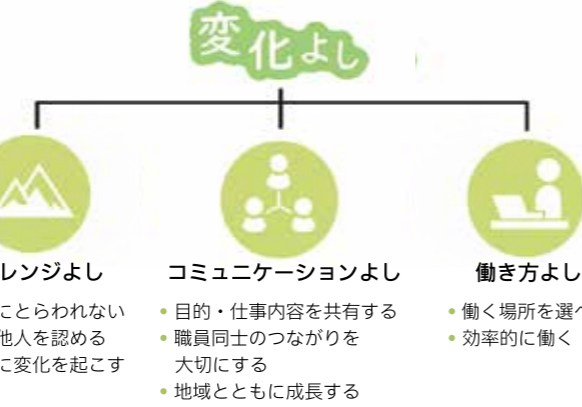 変化よし
レンジよし
にとらわれない
他人を認める
に変化を起こす
コミュニケーションよし
• 目的・仕事内容を共有する
• 職員同士のつながりを
大切にする
• 地域とともに成長する
働き方よし
• 働く場所を選べ
• 効率的に働く